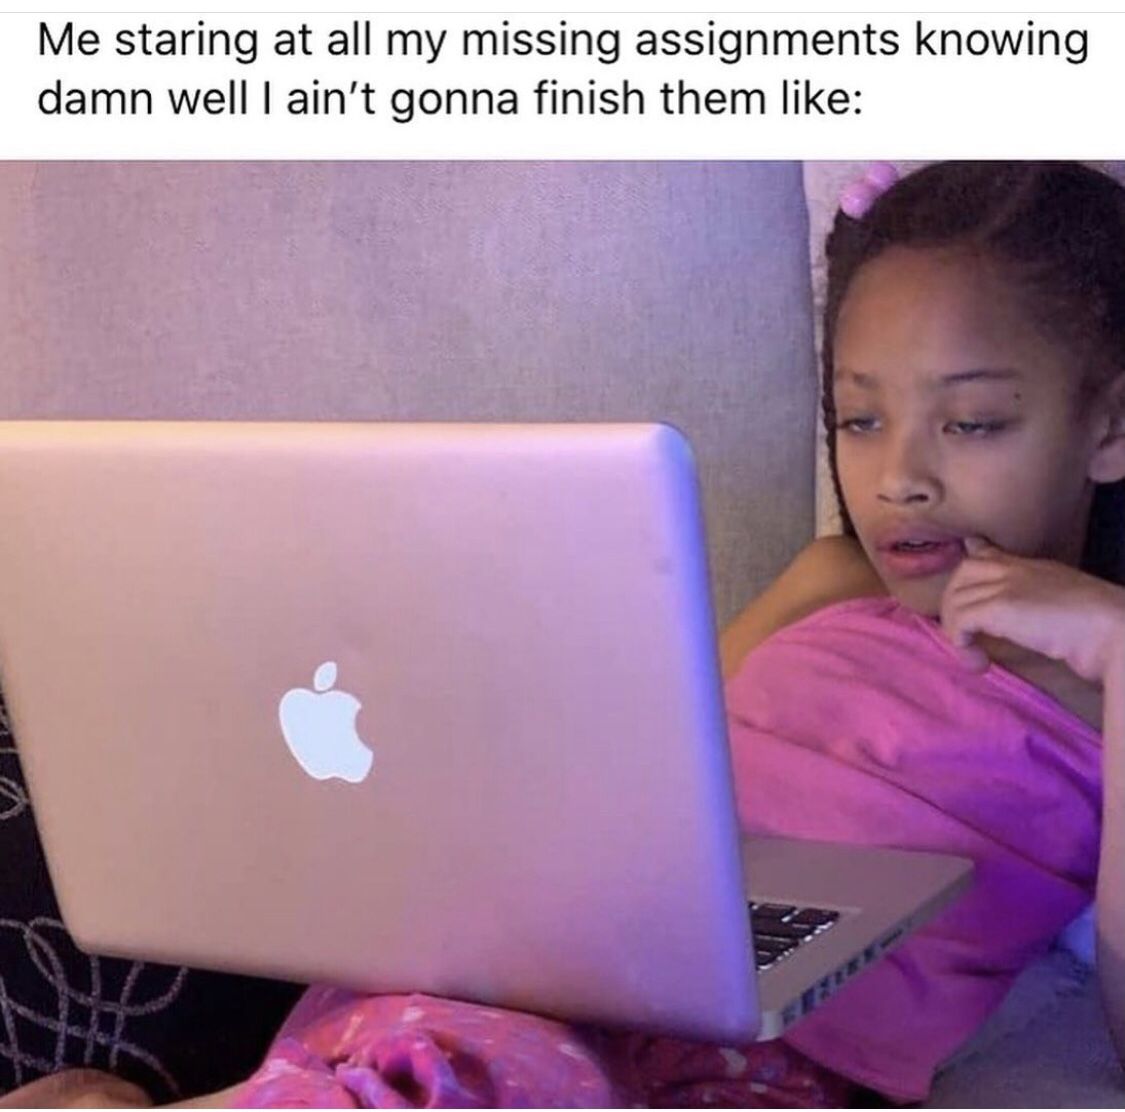 Me staring at all my missing assignments knowing
damn well I ain’t gonna finish them like: